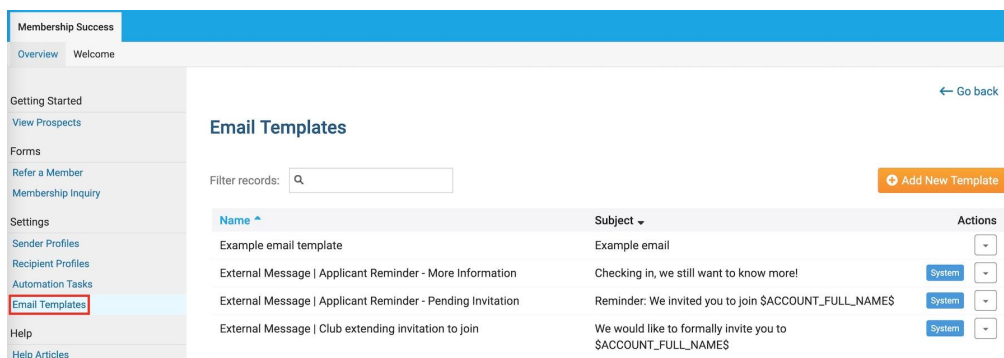 Membership Success
Overview Welcome
Getting Started
View Prospects
Forms
Refer a Member
Membership Inquiry
Settings
Sender Profiles
Recipient Profiles
Automation Tasks
Email Templates
Help
Help Articles
← Go back
Email Templates
Filter records:
Add New Template
Name Subject Actions
Example email template Example email
External Message | Applicant Reminder - More Information Checking in, we still want to know more! System
External Message | Applicant Reminder - Pending Invitation Reminder: We invited you to join $ACCOUNT_FULL_NAME$ System
External Message | Club extending invitation to join We would like to formally invite you to System
$ACCOUNT_FULL_NAME$